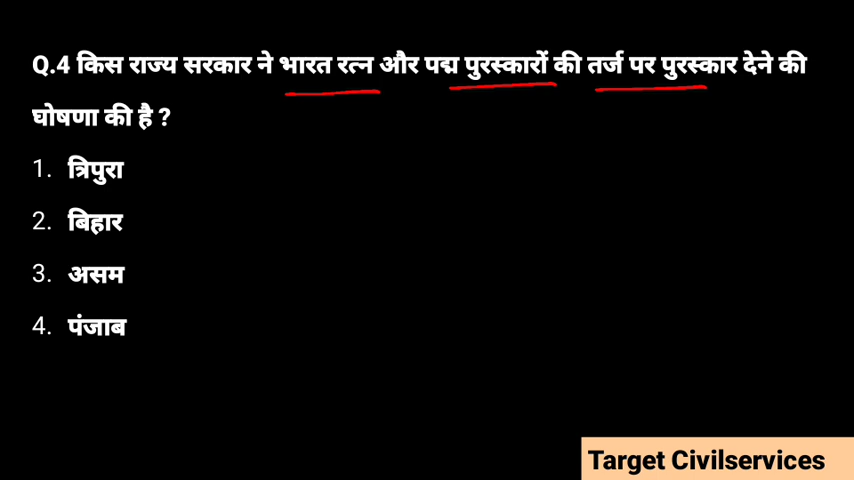 Q.4 किस राज्य सरकार ने भारत रत्न और पद्म पुरस्कारों की तर्ज पर पुरस्कार देने की
घोषणा की है ?
1. त्रिपुरा
2. बिहार
3. असम
4. पंजाब
Target Civilservices